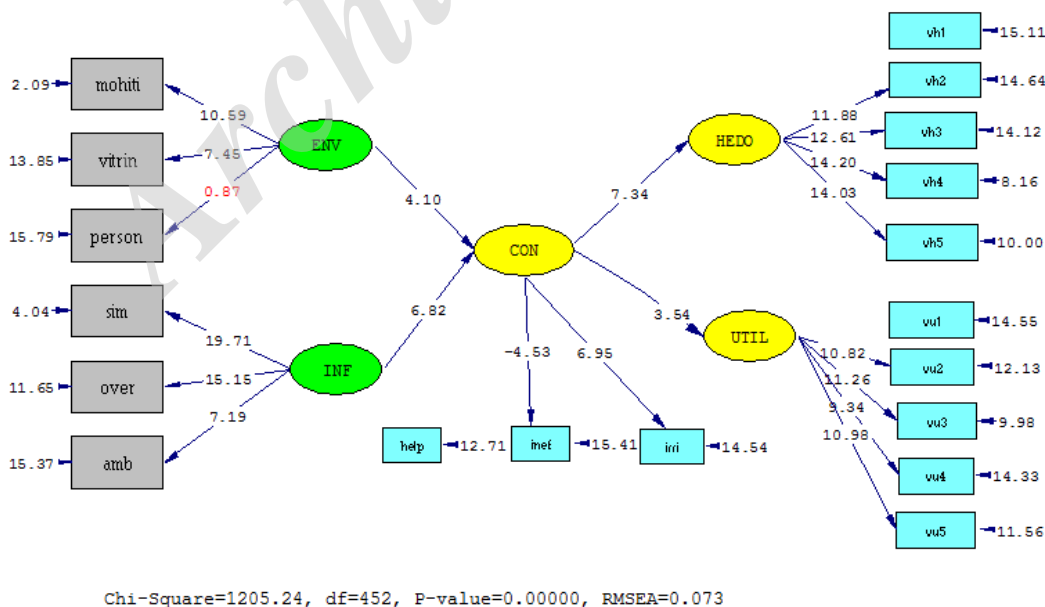 Archi
vh1
15.11
2.09
mohiti
vh2
14.64
10.59
11.88
13.85
vitrin
7.45
ENV
HEDO
12.61
vh3
14.12
0.87
14.20
vh4
8.16
4.10
7.34
14.03
15.79
person
CON
vh5
10.00
4.04
sim
6.82
3.54
vu1
14.55
19.71
-4.53
6.95
UTIL
10.82
vu2
12.13
11.65
over
15.15
INF
11.26
7.19
9.34
vu3
9.98
10.98
15.37
amb
help
12.71
inef
15.41
irri
14.54
vu4
14.33
vu5
11.56
Chi-Square=1205.24, df=452, P-value=0.00000, RMSEA=0.073